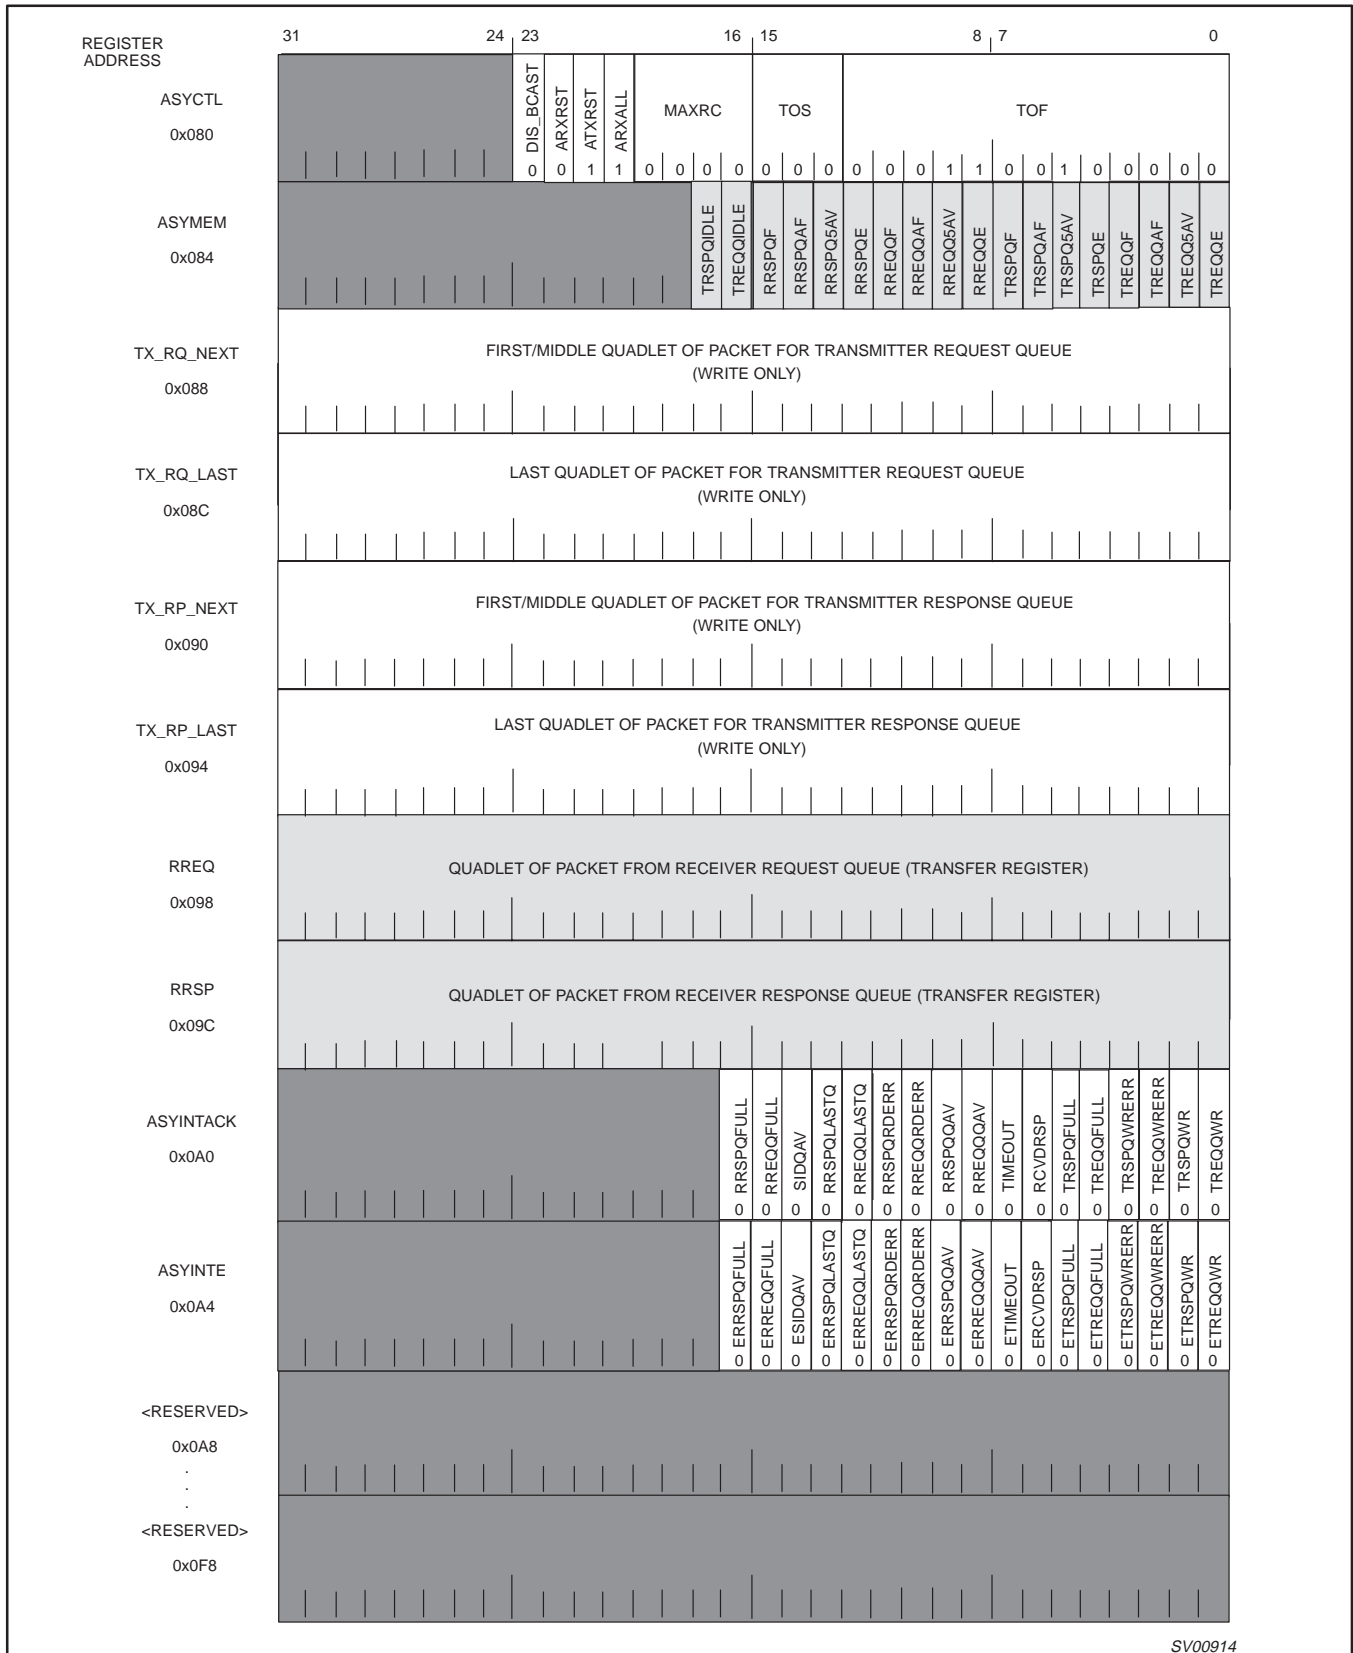 31 24 23 16 15 8 7 0
REGISTER
ADDRESS
ASYCTL
0x080
DIS_BCAST ARXRST ATXRST ARXALL MAXRC TOS TOF
0 0 1 1 0 0 0 0 0 0 0 0 0 0 1 1 0 0 1 0 0 0 0 0
ASYMEM
0x084
TRSPQIDLE TREQQIDLE RRSPQF RRSPQAF RRSPQ5AV RRSPQE RREQQF RREQQAF RREQQ5AV RREQQE TRSPQF TRSPQAF TRSPQ5AV TRSPQE TREQQF TREQQAF TREQQ5AV TREQQE
TX_RQ_NEXT
0x088
FIRST/MIDDLE QUADLET OF PACKET FOR TRANSMITTER REQUEST QUEUE
(WRITE ONLY)
TX_RQ_LAST
0x08C
LAST QUADLET OF PACKET FOR TRANSMITTER REQUEST QUEUE
(WRITE ONLY)
TX_RP_NEXT
0x090
FIRST/MIDDLE QUADLET OF PACKET FOR TRANSMITTER RESPONSE QUEUE
(WRITE ONLY)
TX_RP_LAST
0x094
LAST QUADLET OF PACKET FOR TRANSMITTER RESPONSE QUEUE
(WRITE ONLY)
RREQ
0x098
QUADLET OF PACKET FROM RECEIVER REQUEST QUEUE (TRANSFER REGISTER)
RRSP
0x09C
QUADLET OF PACKET FROM RECEIVER RESPONSE QUEUE (TRANSFER REGISTER)
ASYINTACK
0x0A0
RRSPQFULL RREQQFULL SIDQAV RRSPQLASTQ RREQQLASTQ RRSPQRDERR RREQQRDERR RRSPQQAV RREQQQAV TIMEOUT RCVDRSP TRSPQFULL TREQQFULL TRSPQWRERR TREQQWRERR TRSPQWR TREQQWR
0 0 0 0 0 0 0 0 0 0 0 0 0 0 0 0 0
ASYINTE
0x0A4
ERRSPQFULL ERREQQFULL ESIDQAV ERRSPQLASTQ ERREQQLASTQ ERRSPQRDERR ERREQQRDERR ERRSPQQAV ERREQQQAV ETIMEOUT ERCVDRSP ETRSPQFULL ETREQQFULL ETRSPQWRERR ETREQQWRERR ETRSPQWR ETREQQWR
0 0 0 0 0 0 0 0 0 0 0 0 0 0 0 0 0
<RESERVED>
0x0A8
.
.
.
<RESERVED>
0x0F8
SV00914